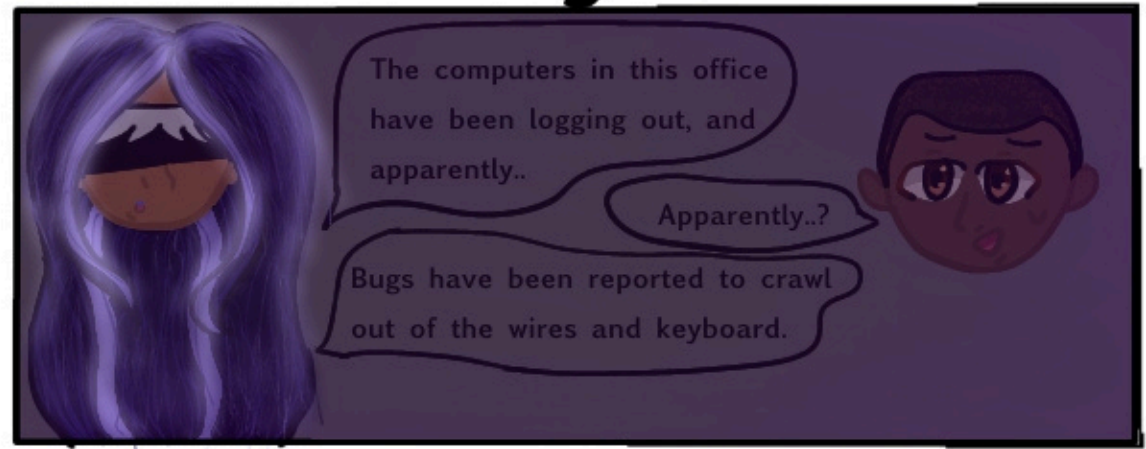 The computers in this office
have been logging out, and
apparently..
Apparently..?
Bugs have been reported to crawl
out of the wires and keyboard.